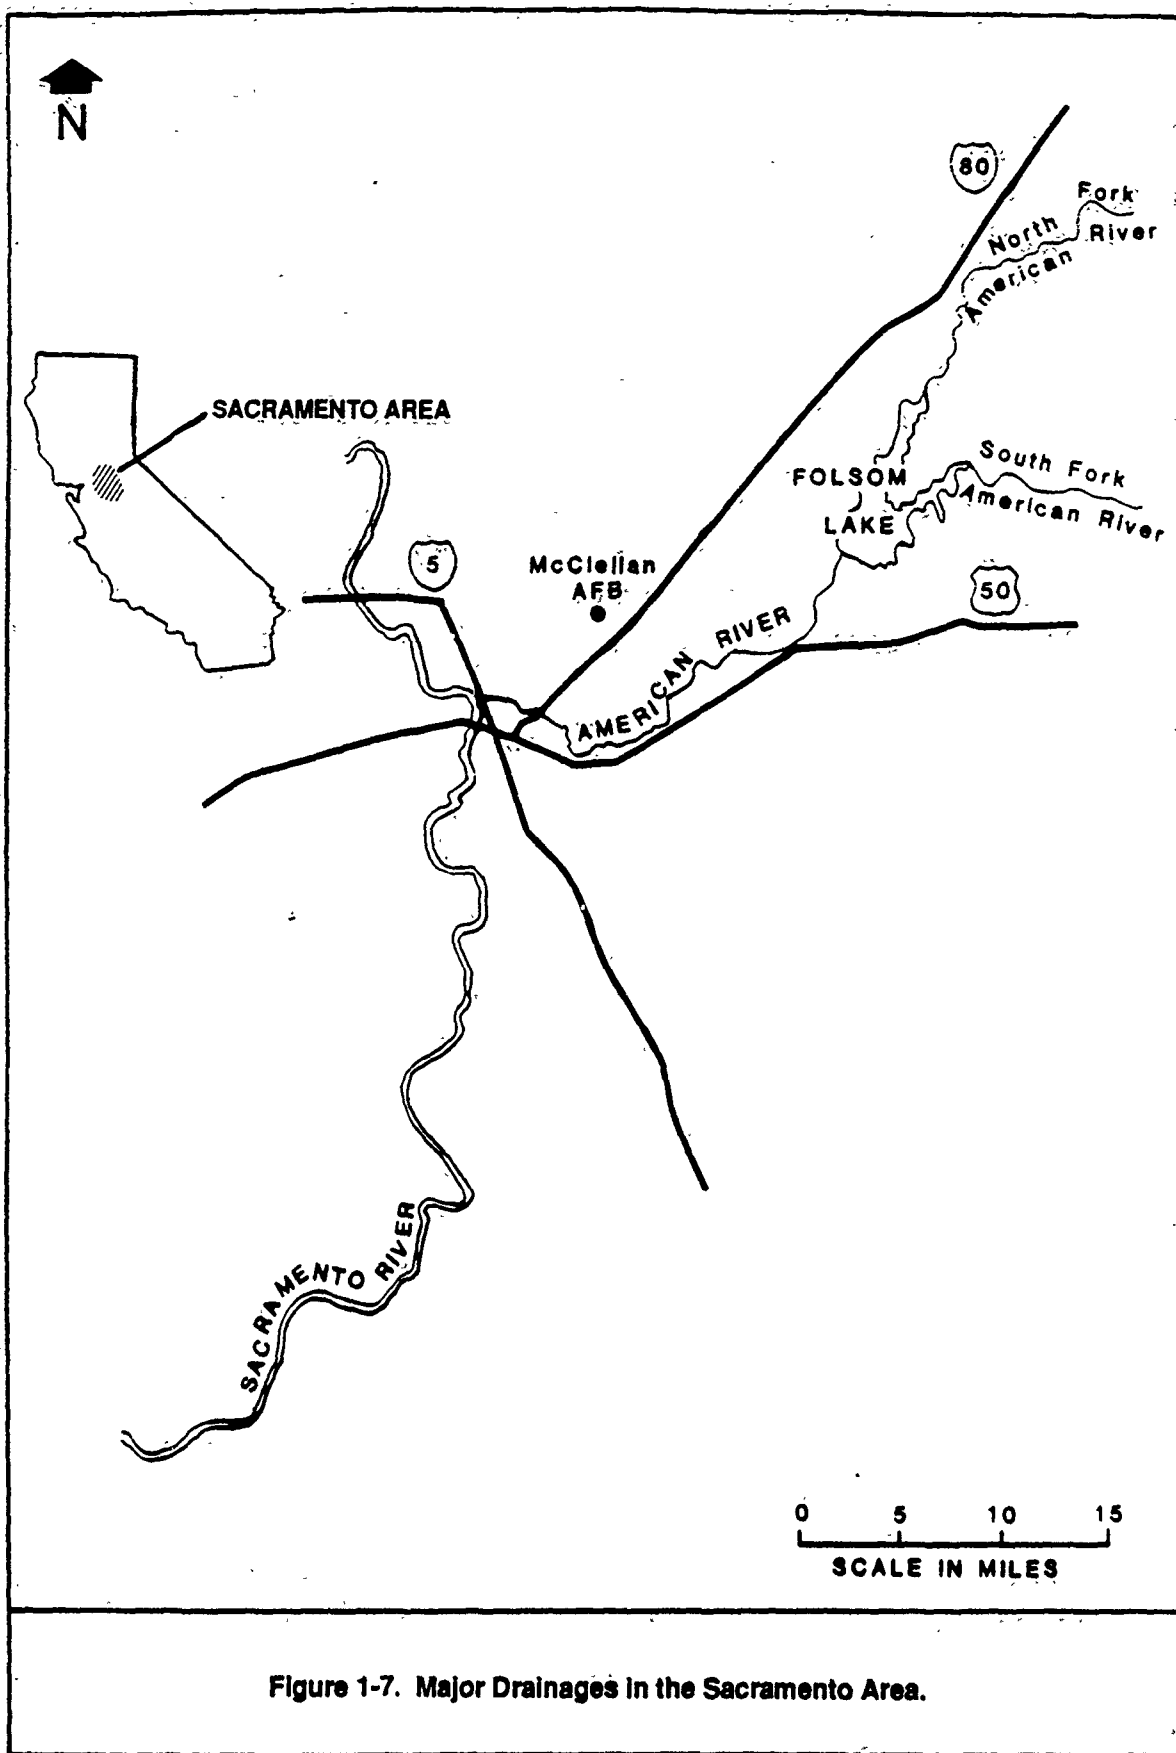 N
80
North Fork
American River
SACRAMENTO AREA
South Fork
American River
FOLSOM
LAKE
5
McClellan
AFB
50
AMERICAN RIVER
SACRAMENTO RIVER
0 5 10 15
SCALE IN MILES
Figure 1-7. Major Drainages in the Sacramento Area.